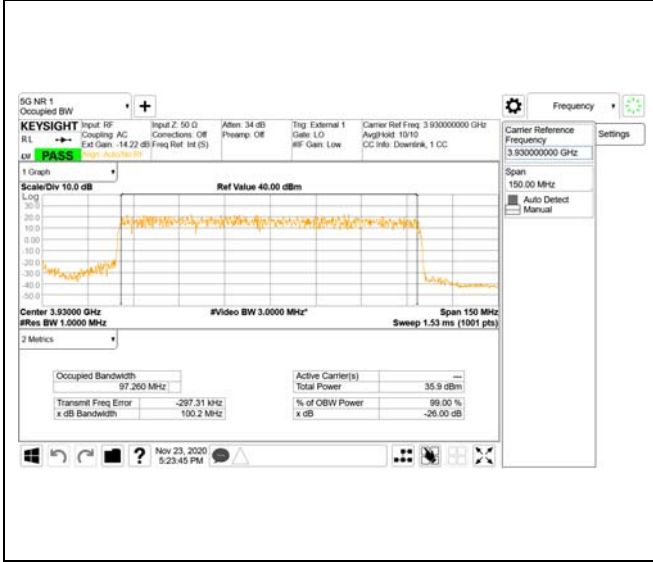 5G NR 1
Occupied BW
Frequency
KEYSIGHT
Input: RF
Coupling: AC
Ext Gain: -14.22 dB
Align: Auto/No RF
Input Z: 50 Ω
Corrections: Off
Freq Ref: Int (S)
Atten: 34 dB
Preamp: Off
Trig: External 1
Gate: LO
#IF Gain: Low
Carrier Ref Freq: 3.930000000 GHz
Avg|Hold: 10/10
CC Info: Downlink, 1 CC
RL
PASS
Carrier Reference
Frequency
3.930000000 GHz
Settings
Span
150.00 MHz
Auto Detect
Manual
1 Graph
Scale/Div 10.0 dB
Ref Value 40.00 dBm
Log
30.0
20.0
10.0
0.00
-10.0
-20.0
-30.0
-40.0
-50.0
Center 3.93000 GHz
#Video BW 3.0000 MHz*
Span 150 MHz
#Res BW 1.0000 MHz
Sweep 1.53 ms (1001 pts)
2 Metrics
Occupied Bandwidth
97.260 MHz
Active Carrier(s)
---
Total Power
35.9 dBm
Transmit Freq Error
-297.31 kHz
% of OBW Power
99.00 %
x dB Bandwidth
100.2 MHz
x dB
-26.00 dB
?
Nov 23, 2020
5:23:45 PM